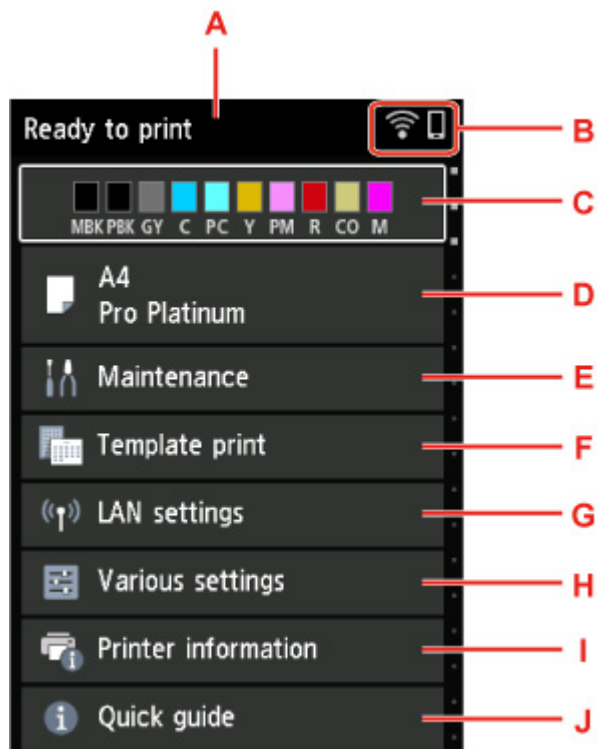 A
Ready to print
B
MBK PBK GY C PC Y PM R CO M
C
A4
Pro Platinum
D
Maintenance
E
Template print
F
LAN settings
G
Various settings
H
Printer information
I
Quick guide
J